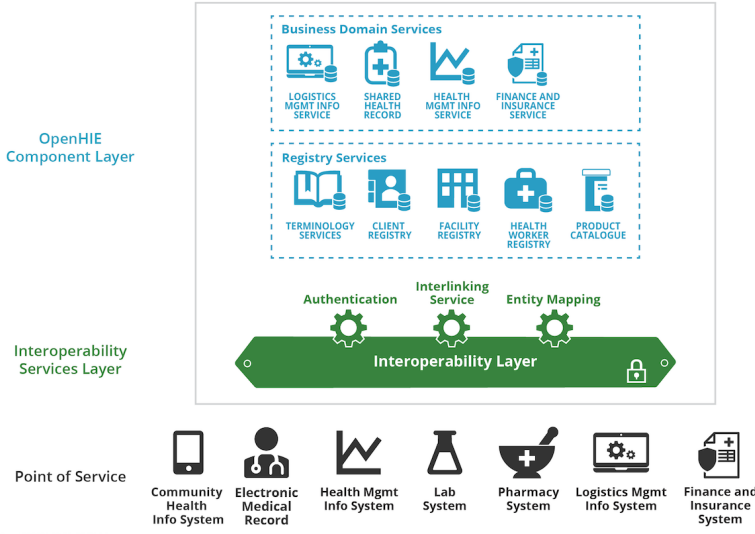 Business Domain Services
LOGISTICS
MGMT INFO
SERVICE
SHARED
HEALTH
RECORD
HEALTH
MGMT INFO
SERVICE
FINANCE AND
INSURANCE
SERVICE
OpenHIE
Component Layer
Registry Services
TERMINOLOGY
SERVICES
CLIENT
REGISTRY
FACILITY
REGISTRY
HEALTH
WORKER
REGISTRY
PRODUCT
CATALOGUE
Authentication
Interlinking
Service
Entity Mapping
Interoperability
Services Layer
Interoperability Layer
Point of Service
Community
Health
Info System
Electronic
Medical
Record
Health Mgmt
Info System
Lab
System
Pharmacy
System
Logistics Mgmt
Info System
Finance and
Insurance
System